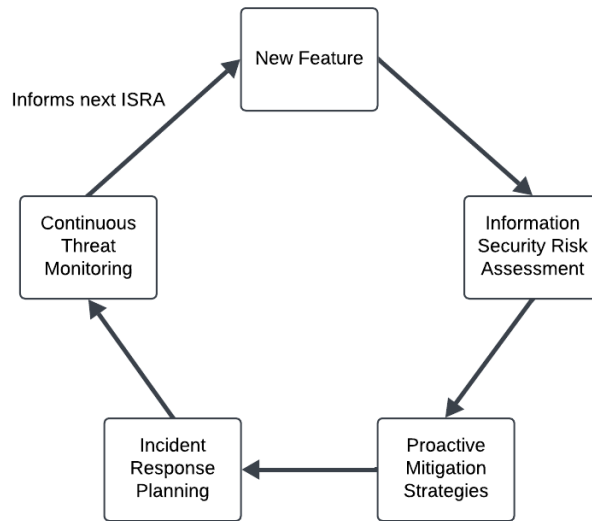 New Feature
Informs next ISRA
Continuous
Threat
Monitoring
Information
Security Risk
Assessment
Incident
Response
Planning
Proactive
Mitigation
Strategies